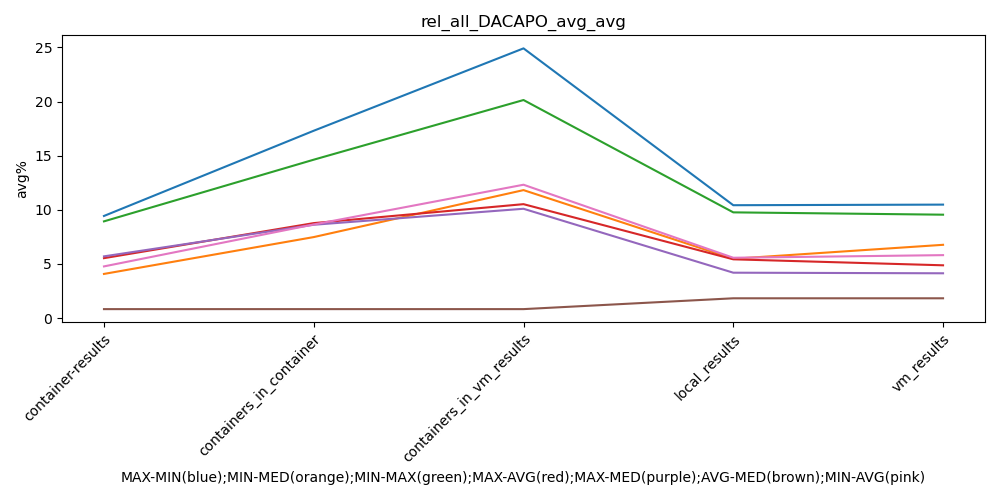 rel_all_DACAPO_avg_avg
25
20
15
10
5
0
avg%
container-results
containers_in_container
containers_in_vm_results
local_results
vm_results
MAX-MIN(blue);MIN-MED(orange);MIN-MAX(green);MAX-AVG(red);MAX-MED(purple);AVG-MED(brown);MIN-AVG(pink)